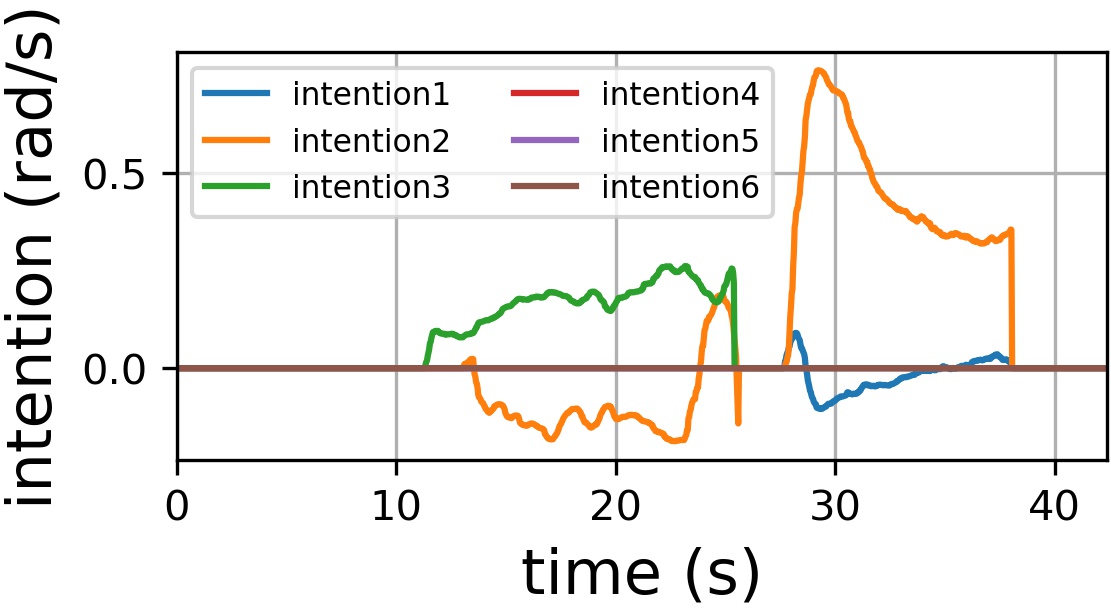 intention (rad/s)
0.5
0.0
intention1
intention2
intention3
intention4
intention5
intention6
0 10 20 30 40
time (s)